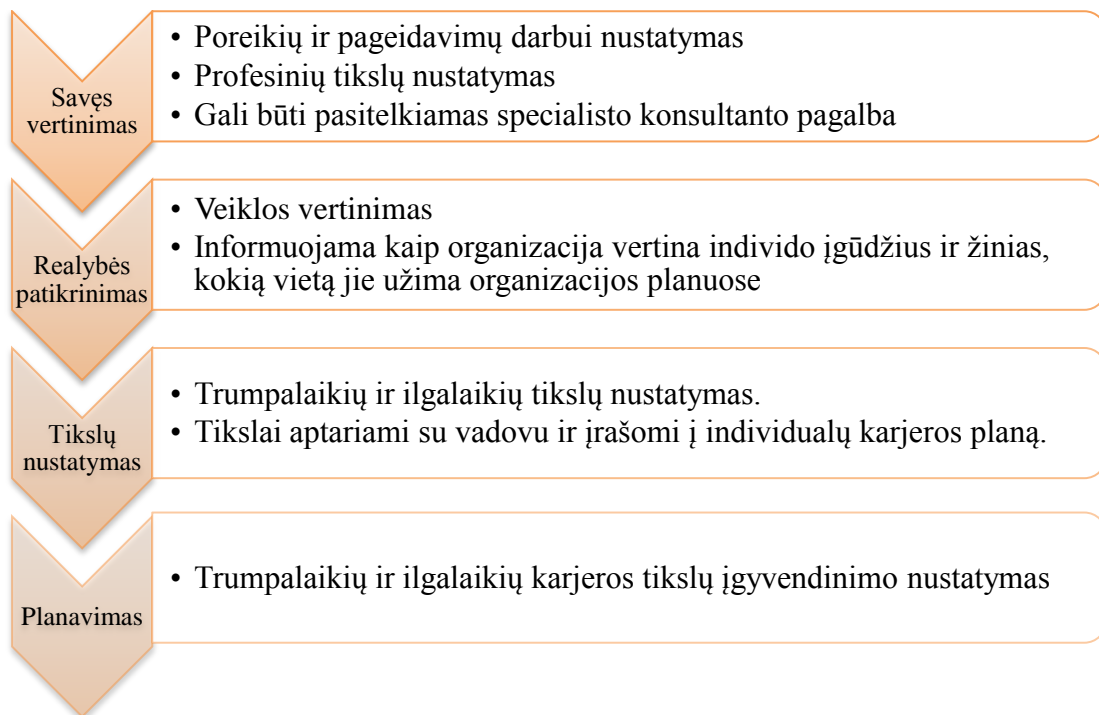 Savęs
vertinimas
• Poreikių ir pageidavimų darbui nustatymas
• Profesinių tikslų nustatymas
• Gali būti pasitelkiamas specialisto konsultanto pagalba
Realybės
patikrinimas
• Veiklos vertinimas
• Informuojama kaip organizacija vertina individo įgūdžius ir žinias,
kokią vietą jie užima organizacijos planuose
Tikslų
nustatymas
• Trumpalaikių ir ilgalaikių tikslų nustatymas.
• Tikslai aptariami su vadovu ir įrašomi į individualų karjeros planą.
Planavimas
• Trumpalaikių ir ilgalaikių karjeros tikslų įgyvendinimo nustatymas